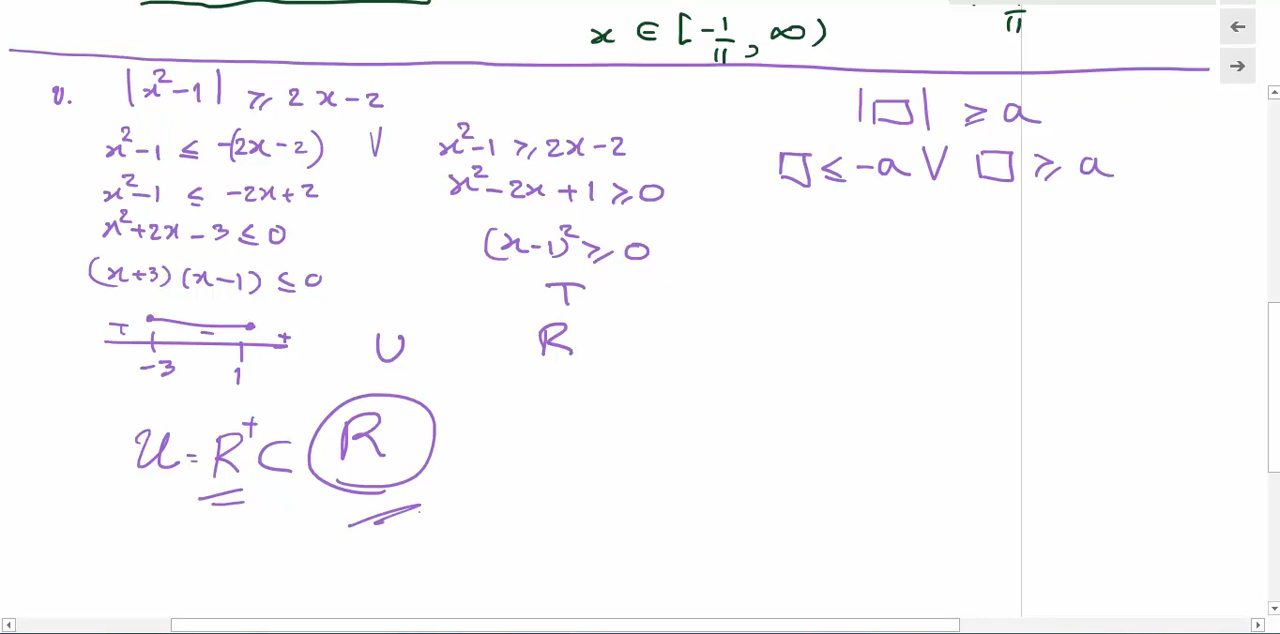 x ∈ [-1/π, ∞)
π
v. |x²-1| ≥ 2x-2
x²-1 ≤ -(2x-2) ∨ x²-1 ≥ 2x-2
x²-1 ≤ -2x+2
x²-2x+1 ≥ 0
x²+2x-3 ≤ 0
(x-1)² ≥ 0
(x+3)(x-1) ≤ 0
T
+ - +
-3 1
U R
U = R⁺ ⊂ R
|□| ≥ a
□ ≤ -a ∨ □ ≥ a